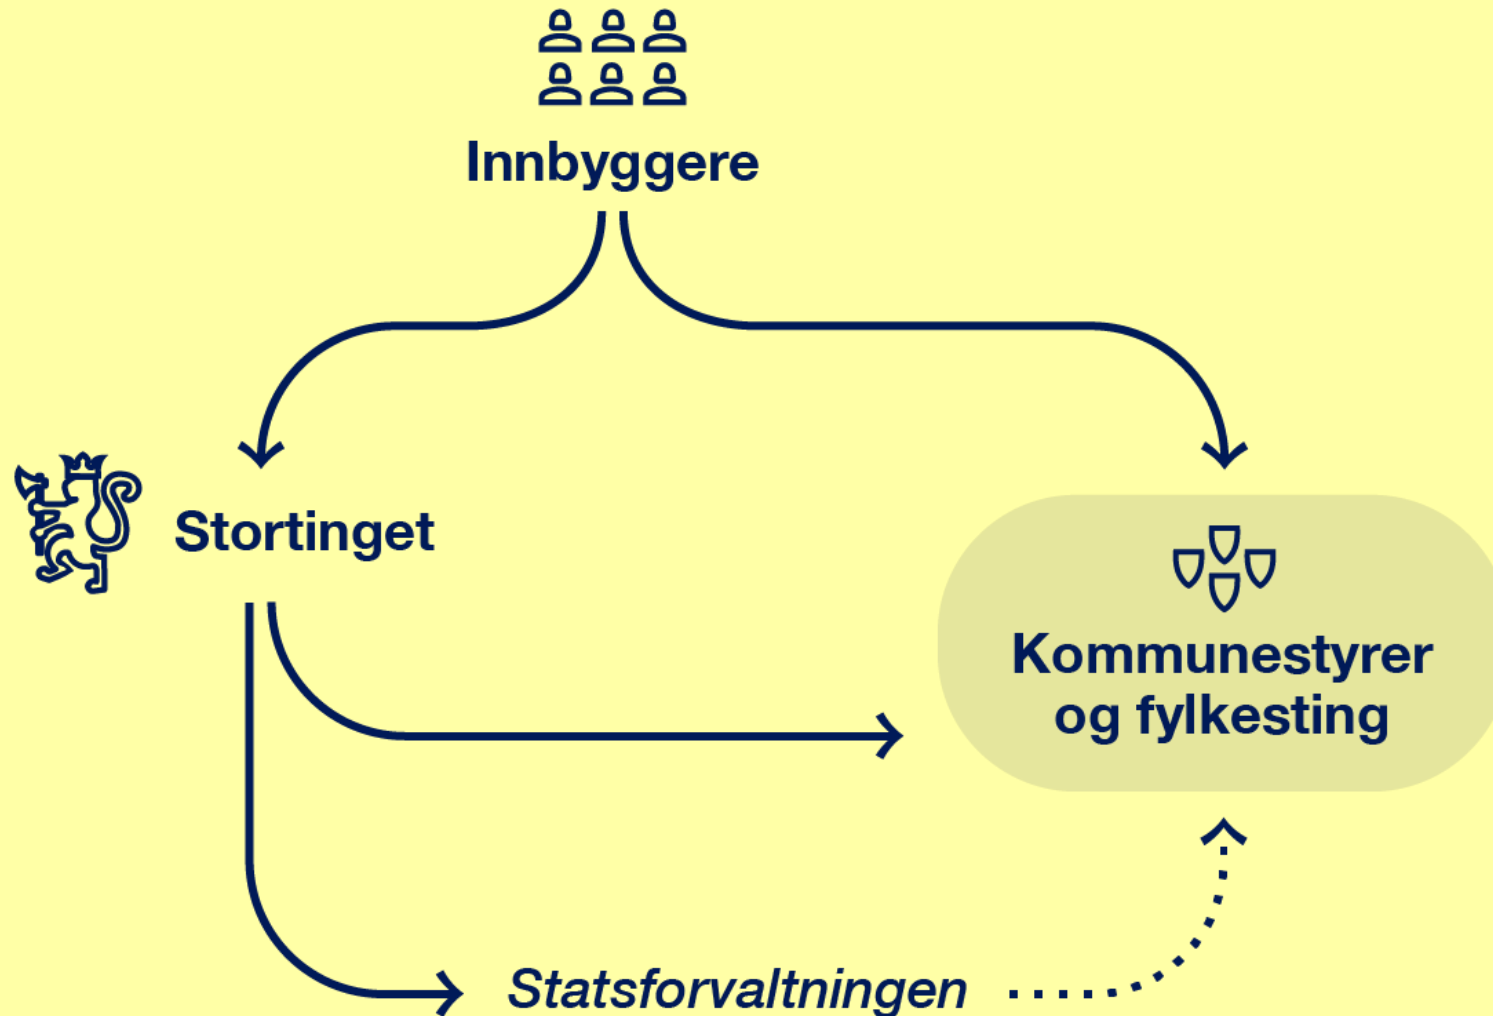 Innbyggere
Stortinget
Kommunestyrer
og fylkesting
Statsforvaltningen